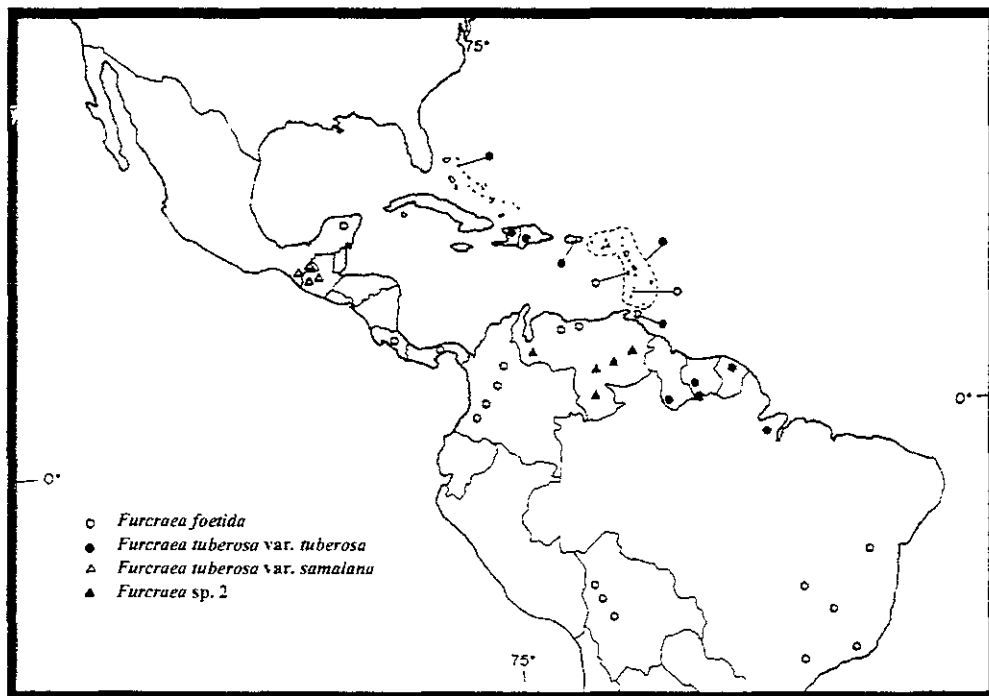 75°
0°
0°
Furcraea foetida
Furcraea tuberosa var. tuberosa
Furcraea tuberosa var. samalana
Furcraea sp. 2
75°